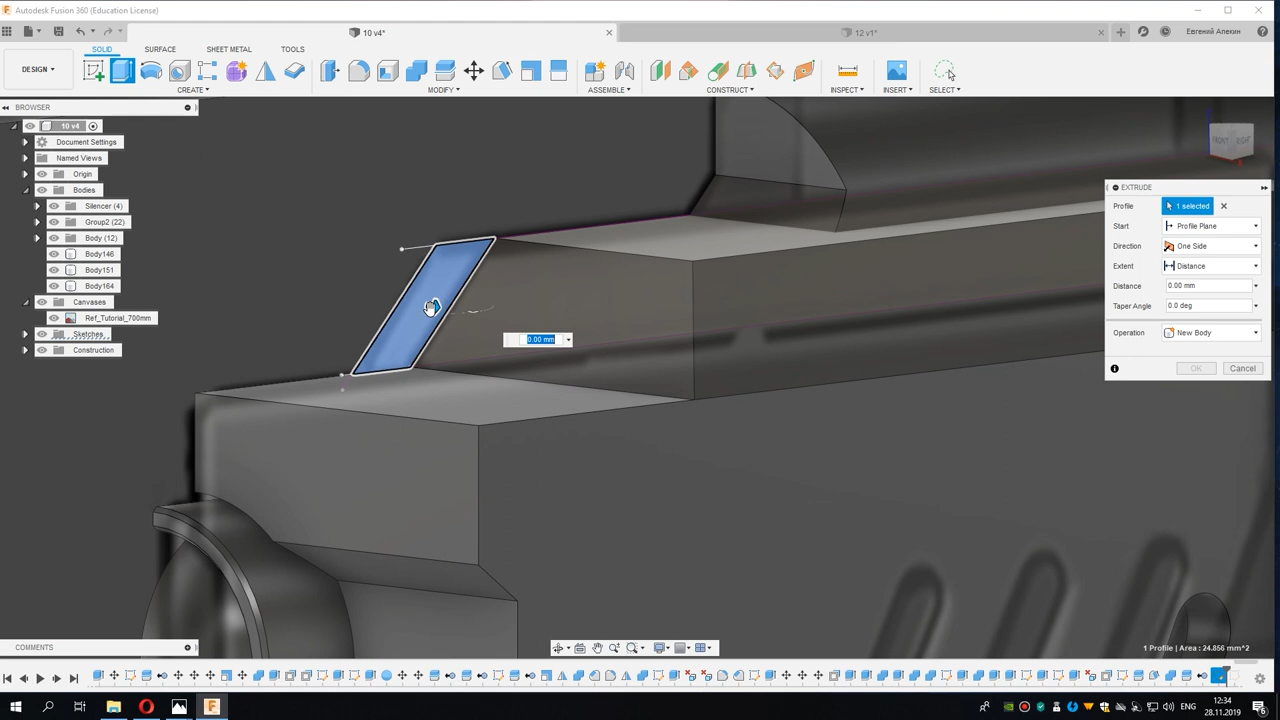 Autodesk Fusion 360 (Education License)
10 v4*
12 v1*
Евгений Апекин
DESIGN
SOLID
SURFACE
SHEET METAL
TOOLS
CREATE
MODIFY
ASSEMBLE
CONSTRUCT
INSPECT
INSERT
SELECT
BROWSER
10 v4
Document Settings
Named Views
Origin
Bodies
Silencer (4)
Group2 (22)
Body (12)
Body146
Body151
Body164
Canvases
Ref_Tutorial_700mm
Sketches
Construction
0.00 mm
FRONT
RIGHT
EXTRUDE
Profile
1 selected
Start
Profile Plane
Direction
One Side
Extent
Distance
Distance
0.00 mm
Taper Angle
0.0 deg
Operation
New Body
OK
Cancel
COMMENTS
1 Profile | Area : 24.856 mm^2
ENG
12:34
28.11.2019
6